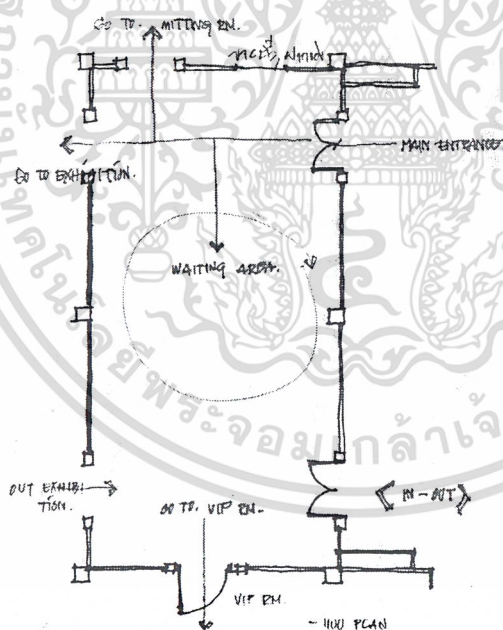 GO TO. MITTING RM.
MAIN ENTRANCE
GO TO EXHIBITION.
WAITING AREA.
OUT EXHIBI-
TION.
GO TO. VIP RM.
IN-OUT
VIP RM.
PLAN